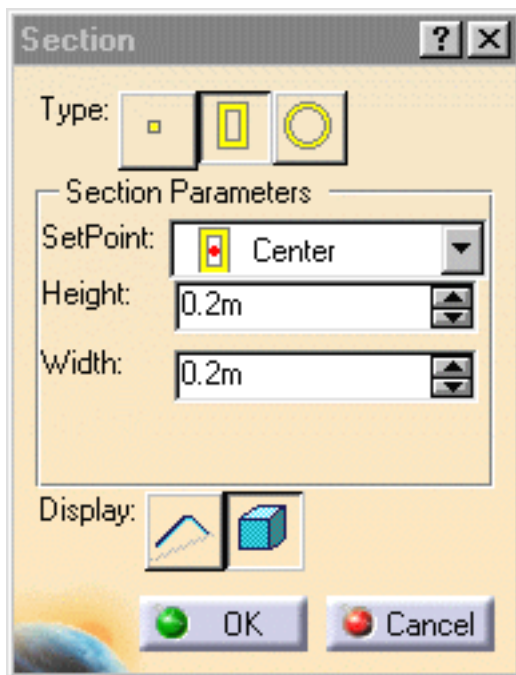 Section ?
Type:
Section Parameters
SetPoint: Center
Height: 0.2m
Width: 0.2m
Display:
OK Cancel